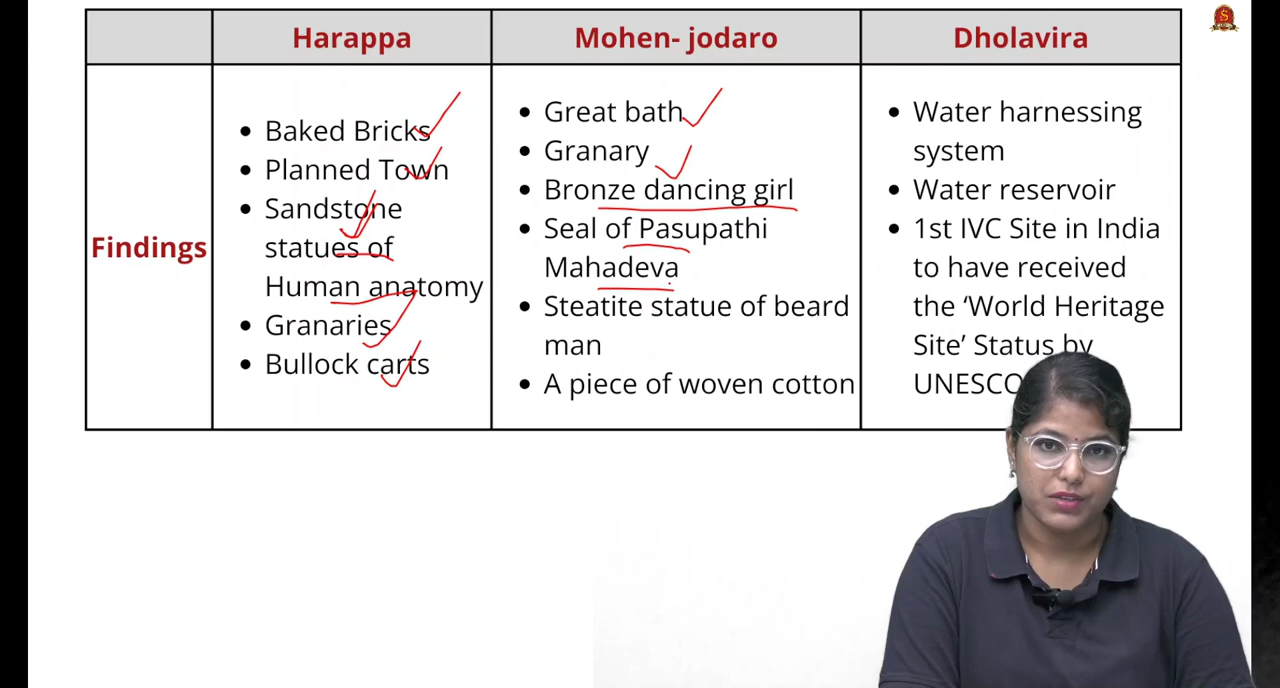 Harappa
Mohen- jodaro
Dholavira
Findings
Baked Bricks
Planned Town
Sandstone
statues of
Human anatomy
Granaries
Bullock carts
Great bath
Granary
Bronze dancing girl
Seal of Pasupathi
Mahadeva
Steatite statue of beard
man
A piece of woven cotton
Water harnessing
system
Water reservoir
1st IVC Site in India
to have received
the ‘World Heritage
Site’ Status by
UNESCO